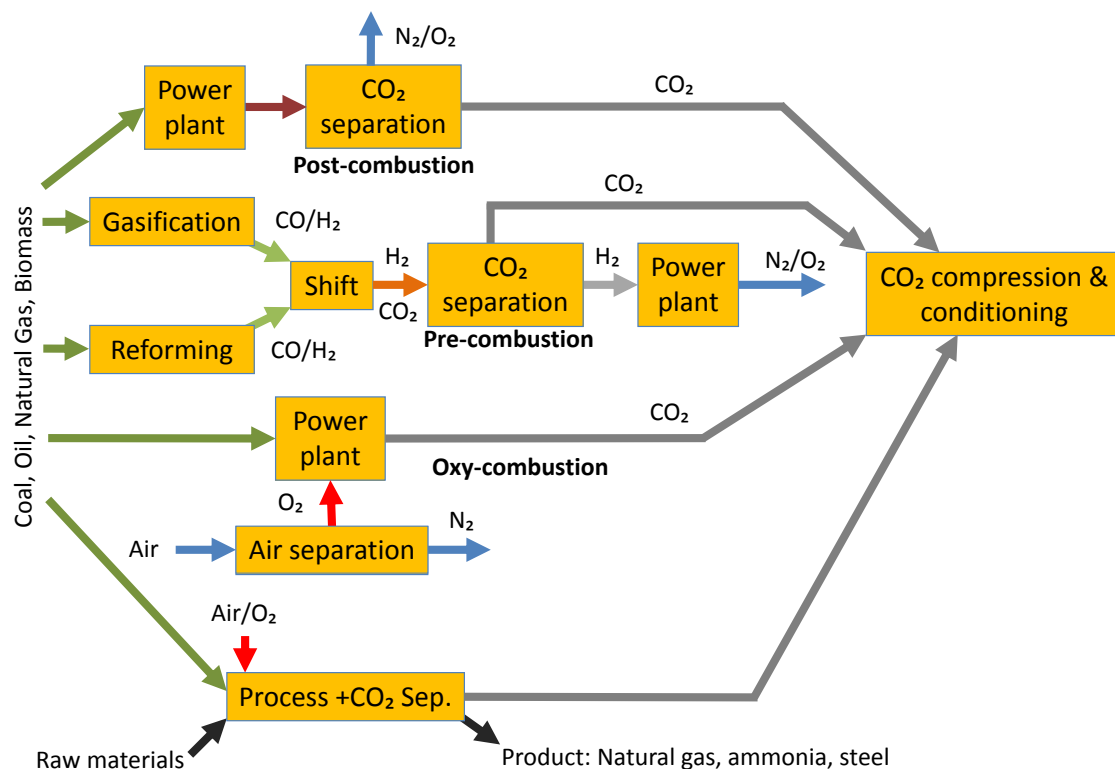 N₂/O₂
Power
plant
CO₂
separation
CO₂
Post-combustion
Coal, Oil, Natural Gas, Biomass
Gasification
CO/H₂
CO₂
Shift
H₂
CO₂
CO₂
separation
H₂
Power
plant
N₂/O₂
CO₂ compression &
conditioning
Reforming
CO/H₂
Pre-combustion
Power
plant
CO₂
Oxy-combustion
O₂
Air
Air separation
N₂
Air/O₂
Process +CO₂ Sep.
Raw materials
Product: Natural gas, ammonia, steel